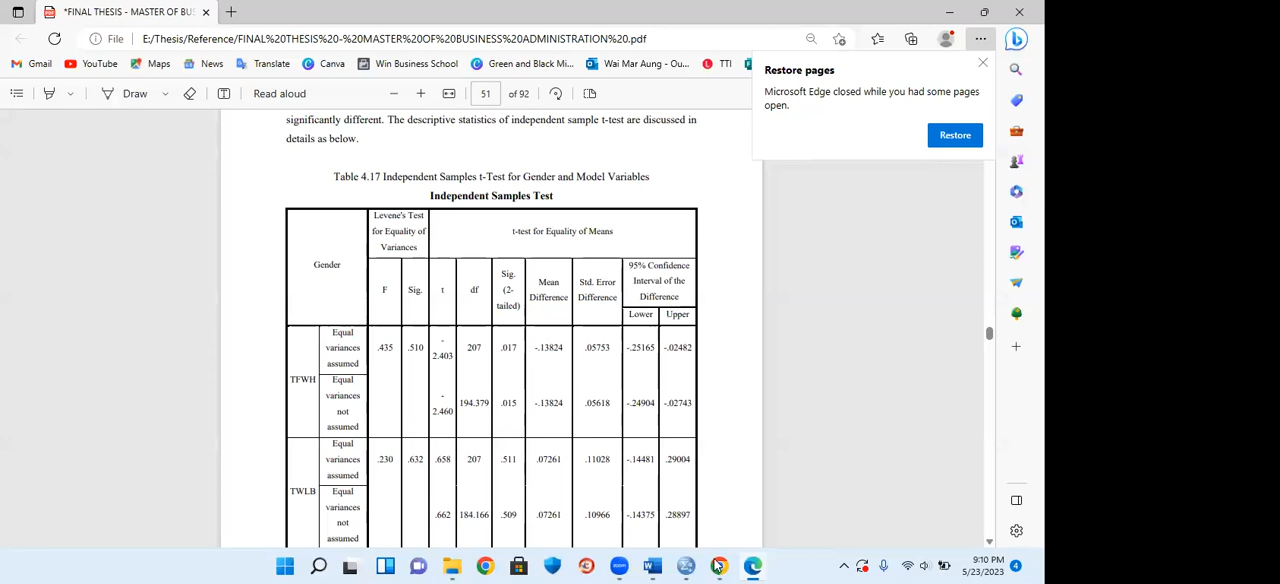 *FINAL THESIS - MASTER OF BUS
File
E:/Thesis/Reference/FINAL%20THESIS%20-%20MASTER%20OF%20BUSINESS%20ADMINISTRATION%20.pdf
Gmail YouTube Maps News Translate Canva Win Business School Green and Black Mi... Wai Mar Aung - Ou... TTI
Draw Read aloud 51 of 92
Restore pages
Microsoft Edge closed while you had some pages
open.
Restore
significantly different. The descriptive statistics of independent sample t-test are discussed in
details as below.
Table 4.17 Independent Samples t-Test for Gender and Model Variables
Independent Samples Test
Gender
Levene's Test
for Equality of
Variances
t-test for Equality of Means
F Sig. t df
Sig.
(2-
tailed)
Mean
Difference
Std. Error
Difference
95% Confidence
Interval of the
Difference
Lower Upper
TFWH
Equal
variances
assumed
.435 .510 -
2.403
207 .017 -.13824 .05753 -.25165 -.02482
Equal
variances
not
assumed
-
2.460
194.379 .015 -.13824 .05618 -.24904 -.02743
TWLB
Equal
variances
assumed
.230 .632 .658 207 .511 .07261 .11028 -.14481 .29004
Equal
variances
not
assumed
.662 184.166 .509 .07261 .10966 -.14375 .28897
zoom
9:10 PM
5/23/2023
4